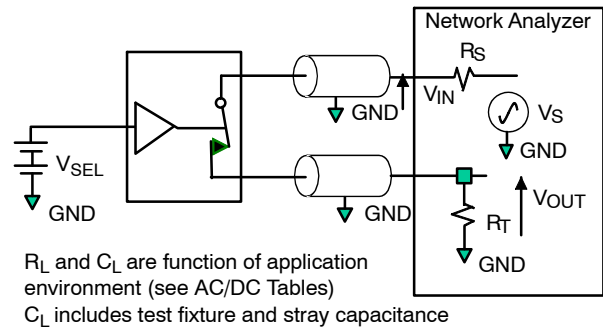 Network Analyzer
RS
GND
VIN
VS
GND
VSEL
GND
GND
RT
VOUT
GND
RL and CL are function of application
environment (see AC/DC Tables)
CL includes test fixture and stray capacitance